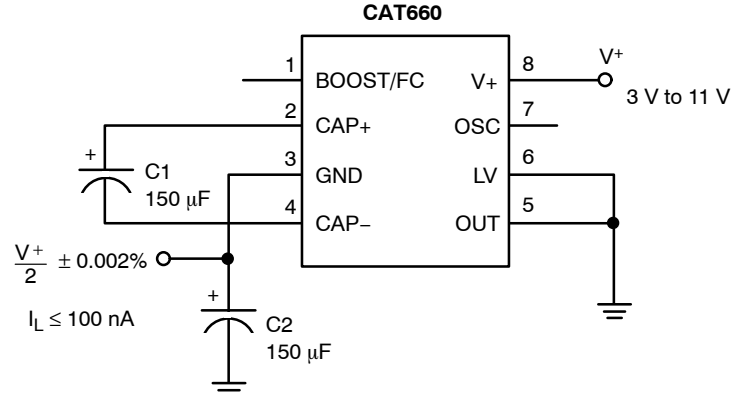 CAT660
1 BOOST/FC
V+ 8
V+
3 V to 11 V
2 CAP+
OSC 7
+
C1
150 μF
3 GND
LV 6
4 CAP−
OUT 5
V+
2
± 0.002%
IL ≤ 100 nA
+
C2
150 μF